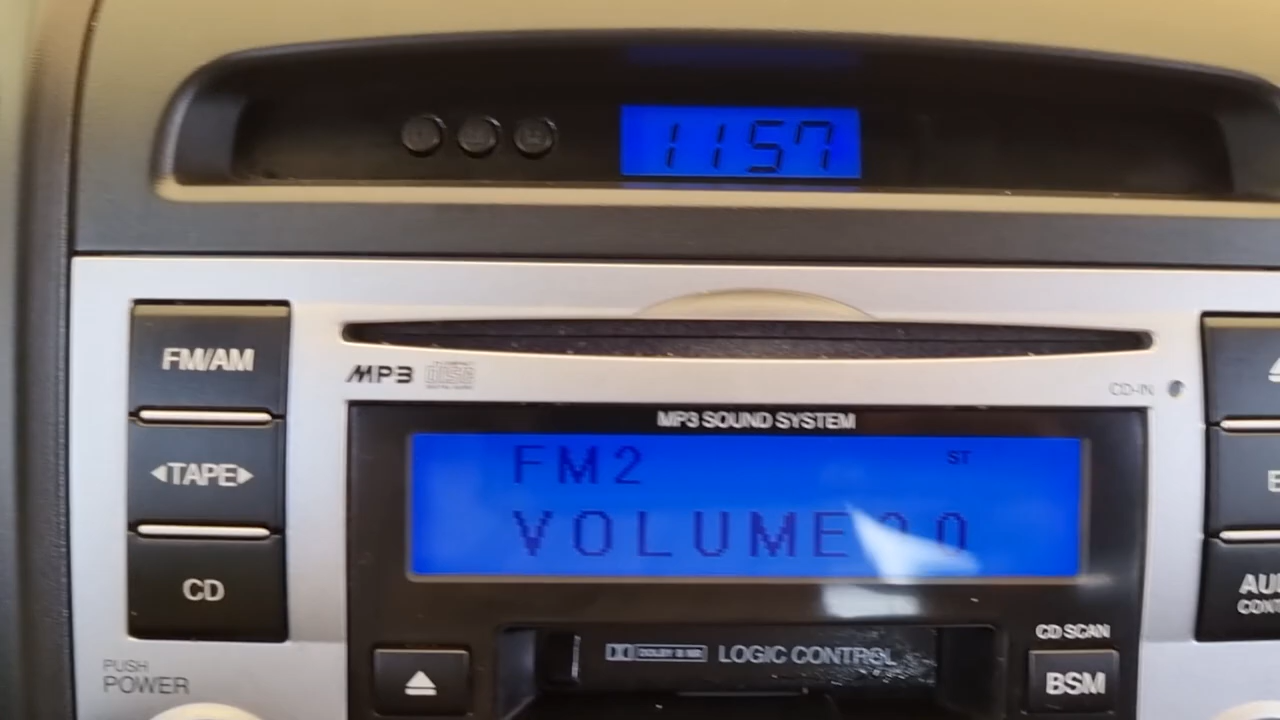 1157
FM/AM
MP3
CD-IN
MP3 SOUND SYSTEM
FM2 ST
TAPE
VOLUME
CD
CD SCAN
LOGIC CONTROL
PUSH
POWER
BSM